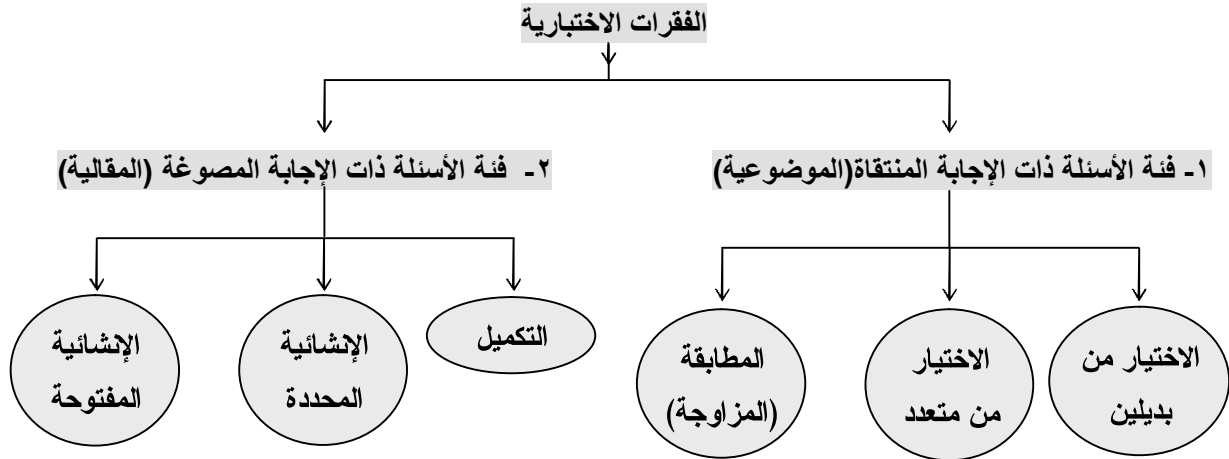 الفقرات الاختبارية
١- فئة الأسئلة ذات الإجابة المنتقاة(الموضوعية)
٢- فئة الأسئلة ذات الإجابة المصوغة (المقالية)
الاختيار من
بديلين
الاختيار
من متعدد
المطابقة
(المزاوجة)
التكميل
الإنشائية
المحددة
الإنشائية
المفتوحة